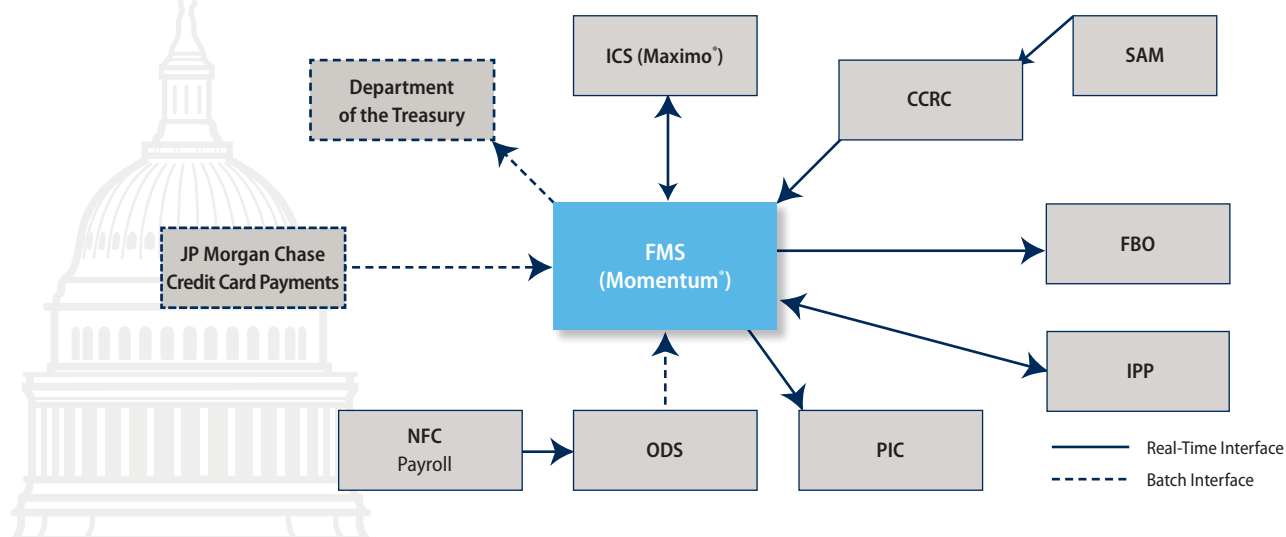 ICS (Maximo®)
SAM
Department
of the Treasury
CCRC
JP Morgan Chase
Credit Card Payments
FMS
(Momentum®)
FBO
IPP
NFC
Payroll
ODS
PIC
Real-Time Interface
Batch Interface